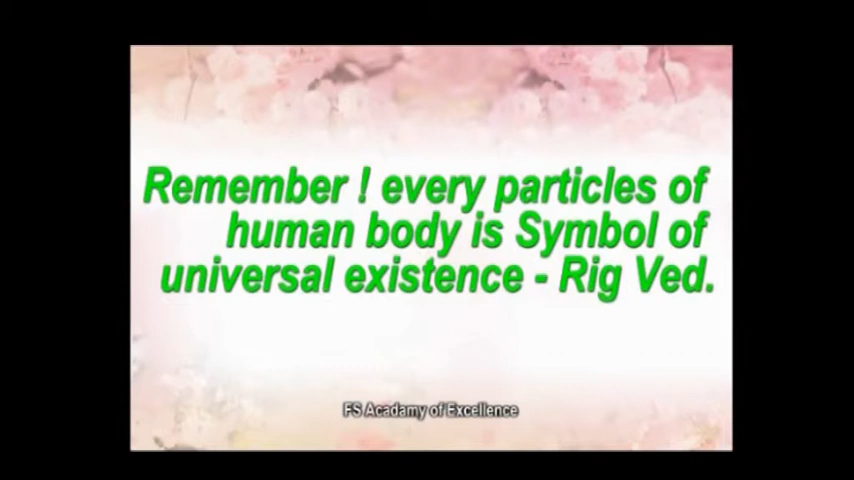 Remember ! every particles of
human body is Symbol of
universal existence - Rig Ved.
FS Acadamy of Excellence